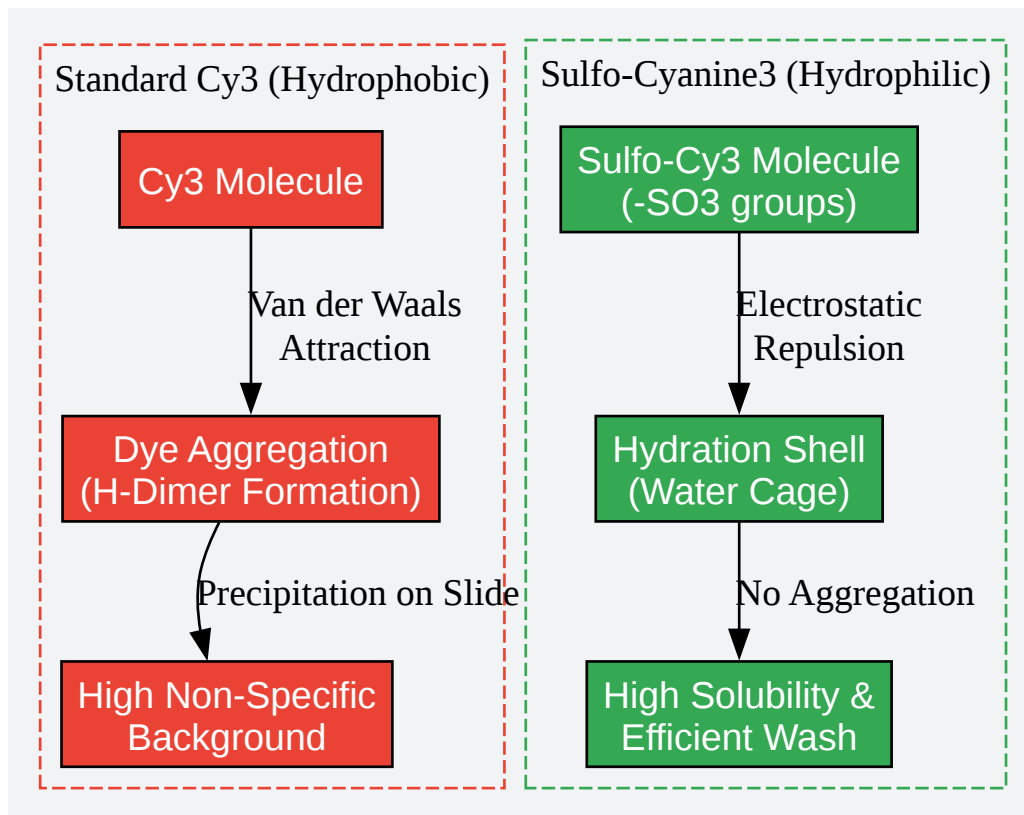 Standard Cy3 (Hydrophobic)
Cy3 Molecule
Van der Waals
Attraction
Dye Aggregation
(H-Dimer Formation)
Precipitation on Slide
High Non-Specific
Background
Sulfo-Cyanine3 (Hydrophilic)
Sulfo-Cy3 Molecule
(-SO3 groups)
Electrostatic
Repulsion
Hydration Shell
(Water Cage)
No Aggregation
High Solubility &
Efficient Wash